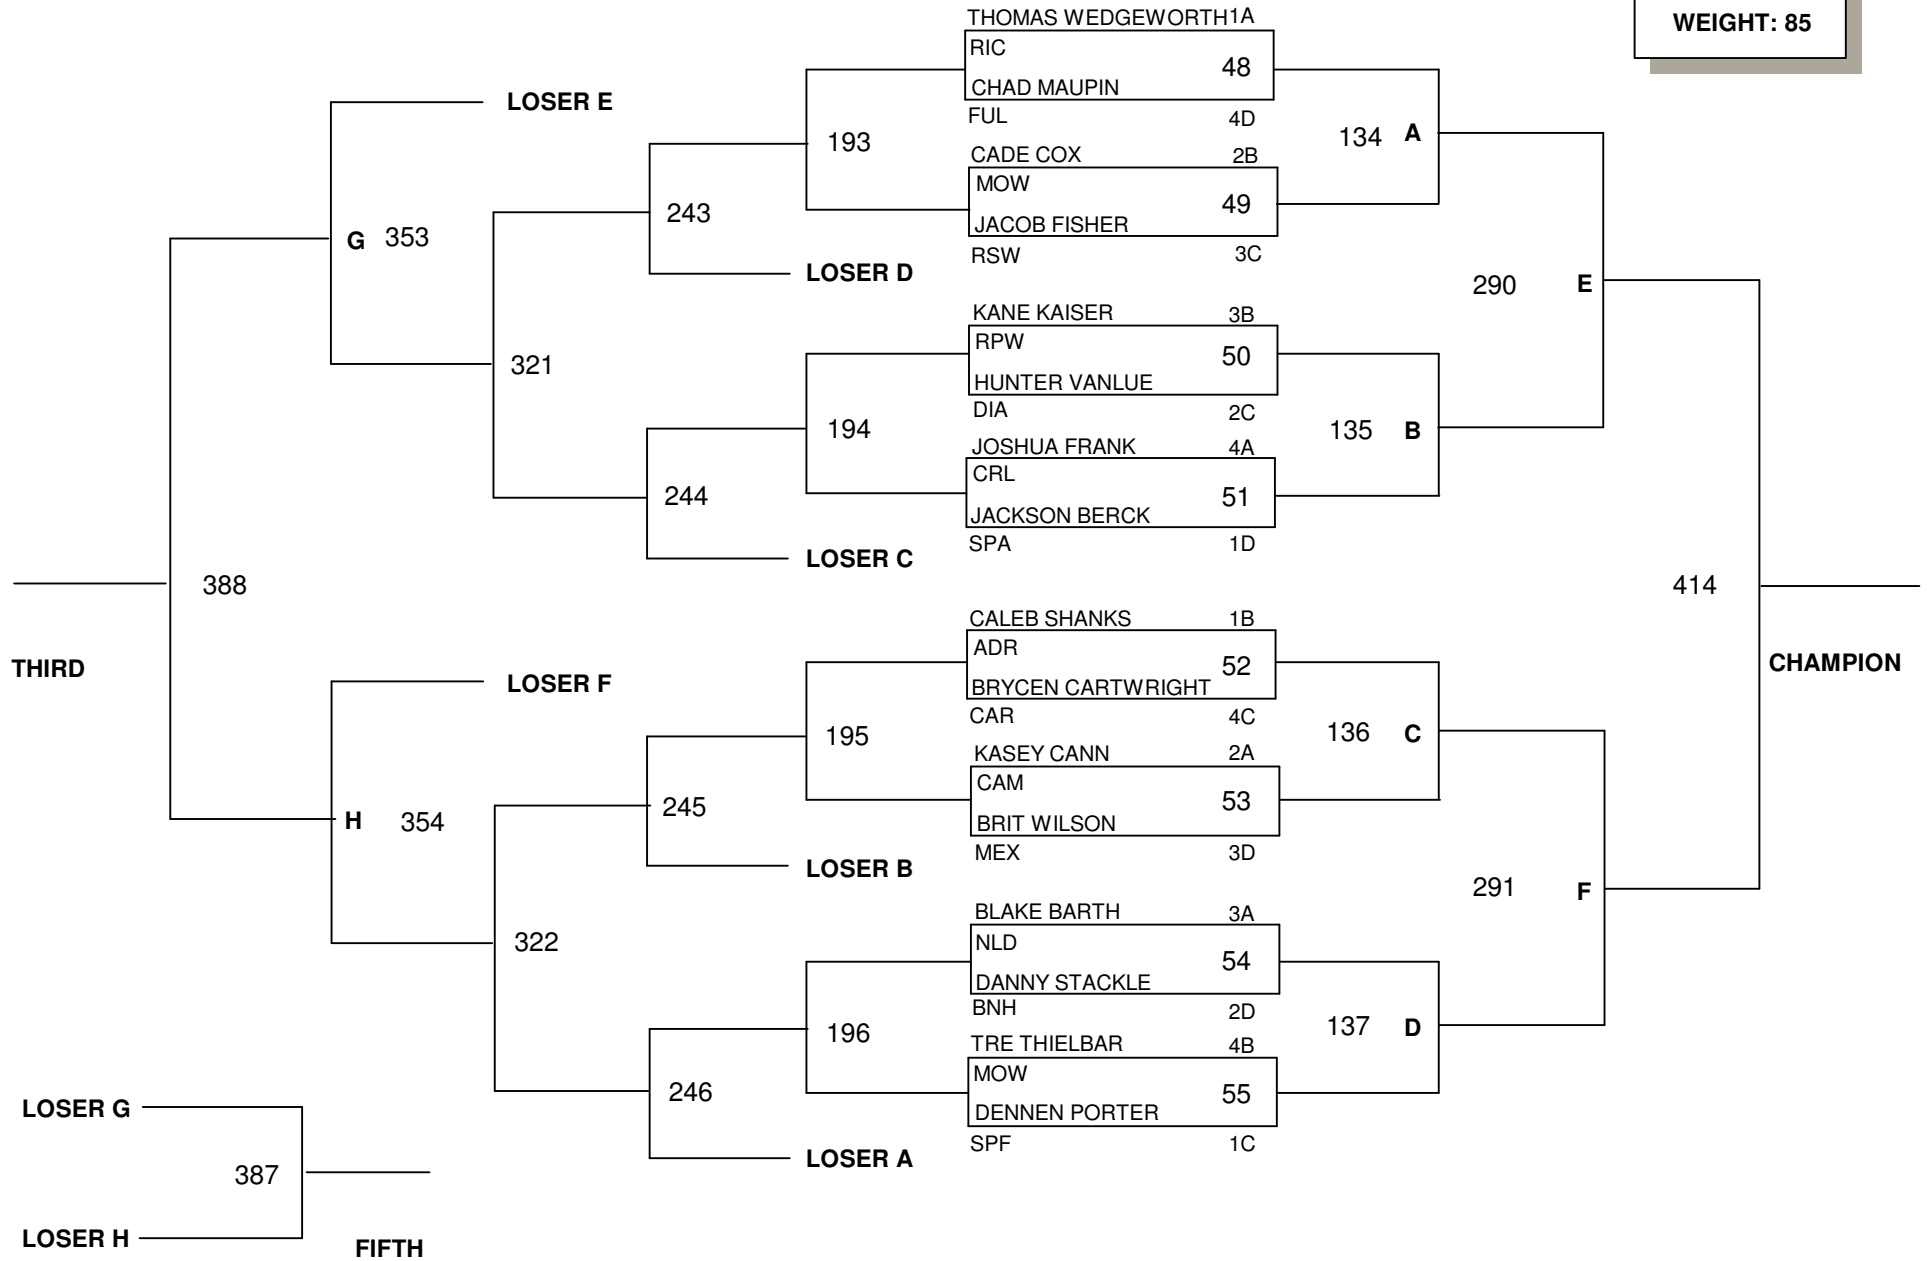 WEIGHT: 85
THOMAS WEDGEWORTH 1A
RIC
48
CHAD MAUPIN
FUL 4D
CADE COX 2B
MOW
49
JACOB FISHER
RSW 3C
KANE KAISER 3B
RPW
50
HUNTER VANLUE
DIA 2C
JOSHUA FRANK 4A
CRL
51
JACKSON BERCK
SPA 1D
CALEB SHANKS 1B
ADR
52
BRYCEN CARTWRIGHT
CAR 4C
KASEY CANN 2A
CAM
53
BRIT WILSON
MEX 3D
BLAKE BARTH 3A
NLD
54
DANNY STACKLE
BNH 2D
TRE THIELBAR 4B
MOW
55
DENNEN PORTER
SPF 1C
134 A
135 B
136 C
137 D
290 E
291 F
414
CHAMPION
193
194
195
196
243
LOSER D
244
LOSER C
245
LOSER B
246
LOSER A
321
322
LOSER E
G 353
LOSER F
H 354
388
THIRD
LOSER G
387
LOSER H
FIFTH